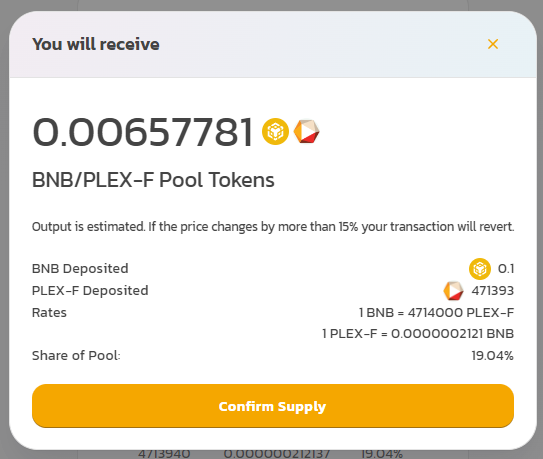 You will receive
0.00657781
BNB/PLEX-F Pool Tokens
Output is estimated. If the price changes by more than 15% your transaction will revert.
BNB Deposited 0.1
PLEX-F Deposited 471393
Rates 1 BNB = 4714000 PLEX-F
1 PLEX-F = 0.0000002121 BNB
Share of Pool: 19.04%
Confirm Supply
4713940 0.000000212137 19.04%